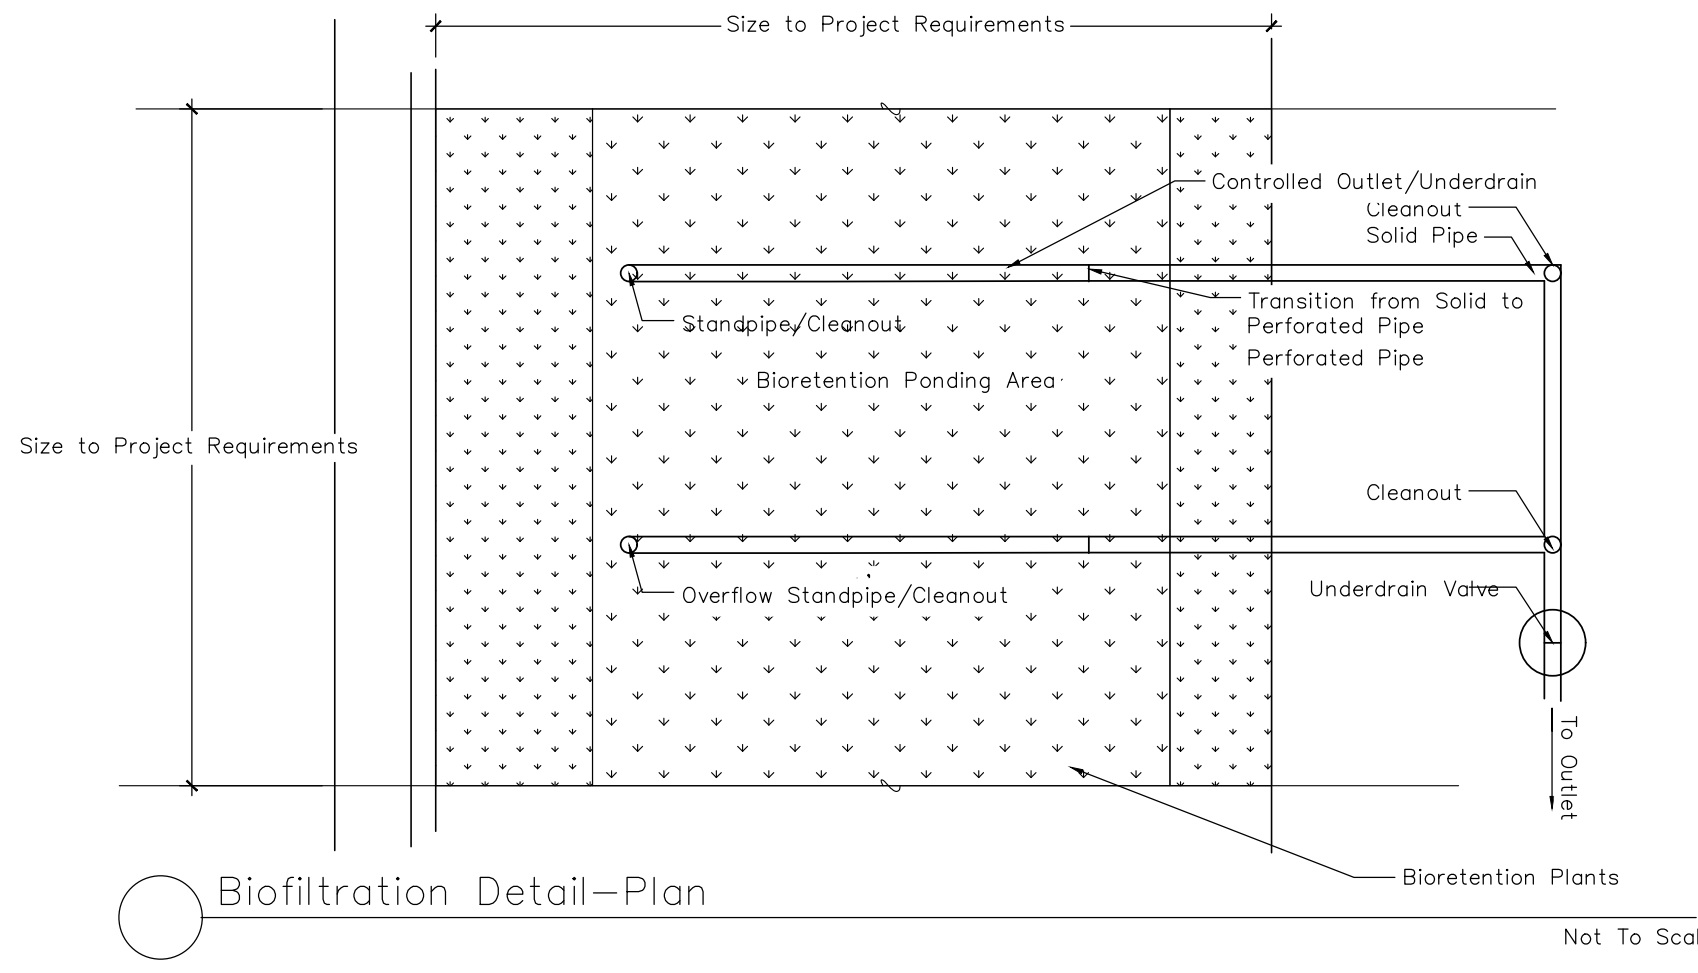 Size to Project Requirements
Controlled Outlet/Underdrain
Cleanout
Solid Pipe
Transition from Solid to
Perforated Pipe
Perforated Pipe
Standpipe/Cleanout
Bioretention Ponding Area
Size to Project Requirements
Cleanout
Overflow Standpipe/Cleanout
Underdrain Valve
To Outlet
Bioretention Plants
Biofiltration Detail–Plan
Not To Scal